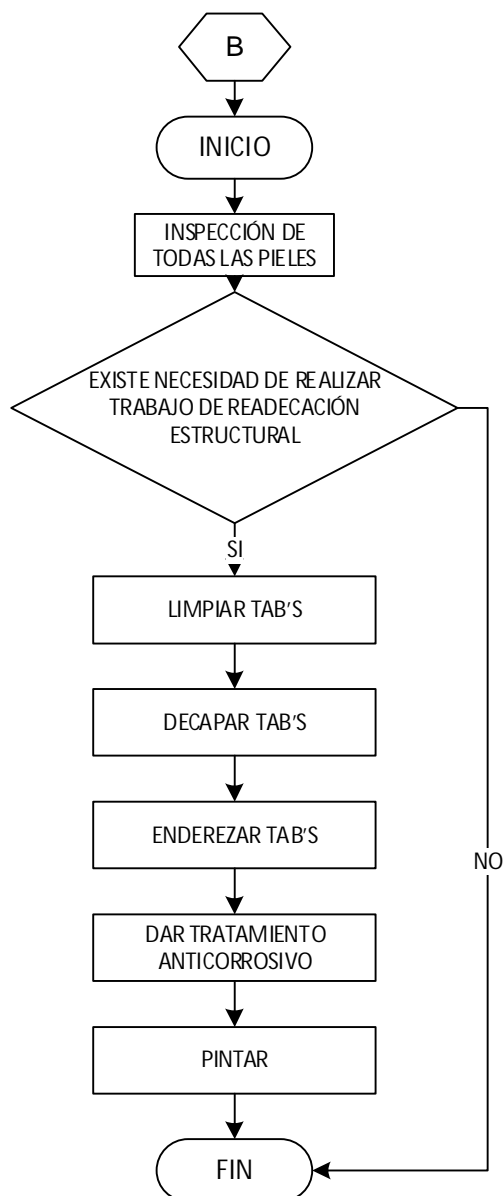 B
INICIO
INSPECCIÓN DE
TODAS LAS PIELES
EXISTE NECESIDAD DE REALIZAR
TRABAJO DE READECACIÓN
ESTRUCTURAL
SI
LIMPIAR TAB'S
DECAPAR TAB'S
ENDEREZAR TAB'S
NO
DAR TRATAMIENTO
ANTICORROSIVO
PINTAR
FIN